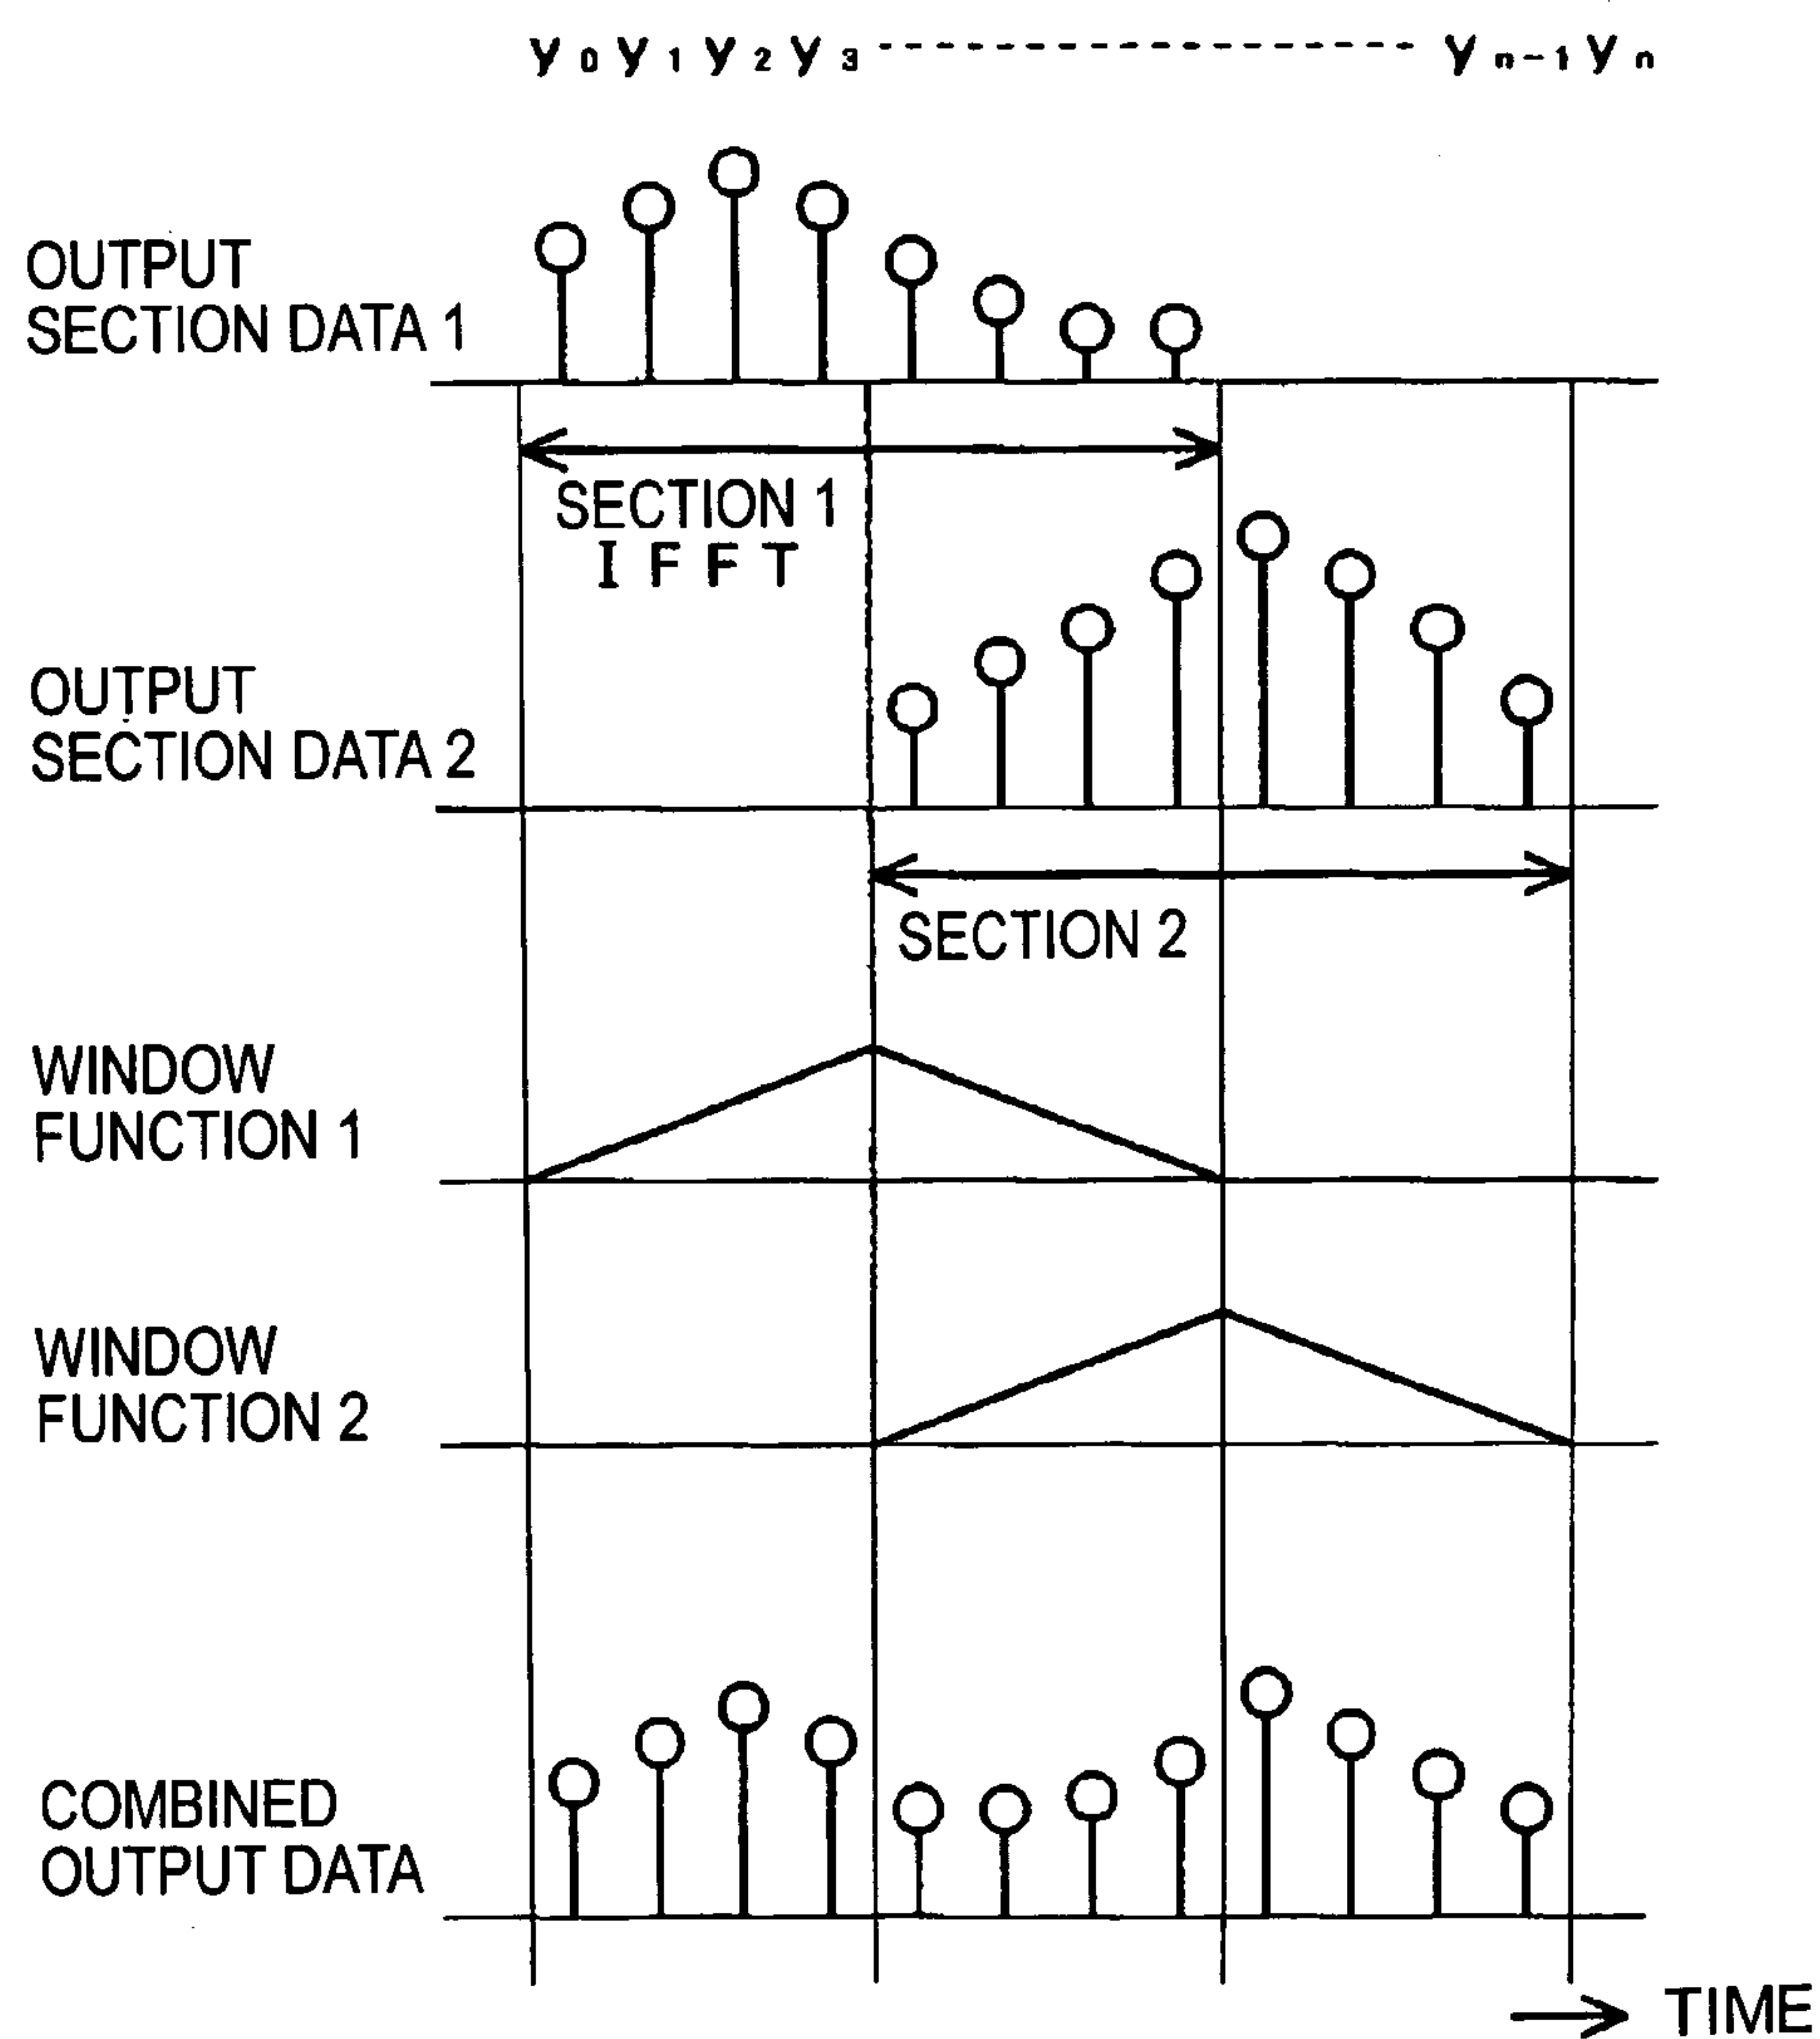 y0 y1 y2 y3 -------------------- yn-1 yn
OUTPUT
SECTION DATA 1
SECTION 1
IFFT
OUTPUT
SECTION DATA 2
SECTION 2
WINDOW
FUNCTION 1
WINDOW
FUNCTION 2
COMBINED
OUTPUT DATA
TIME